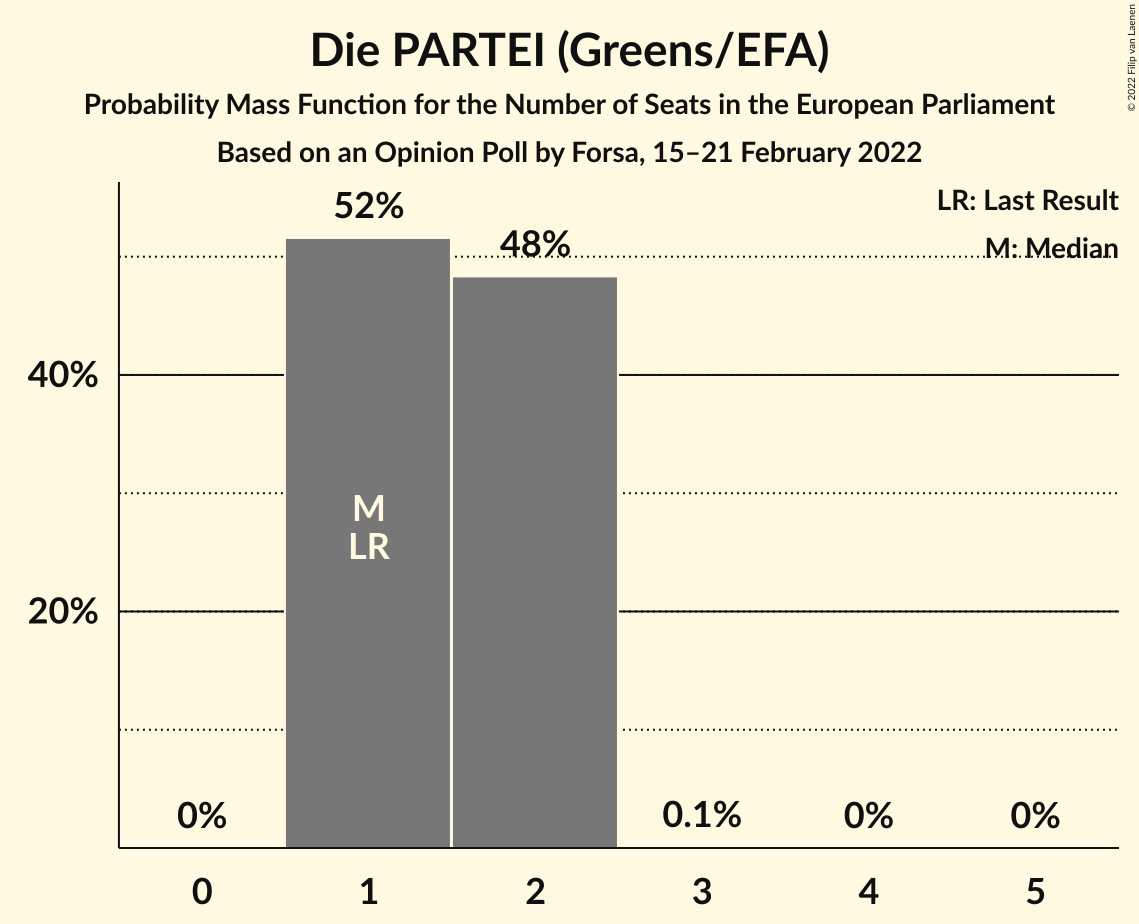 Die PARTEI (Greens/EFA)
Probability Mass Function for the Number of Seats in the European Parliament
Based on an Opinion Poll by Forsa, 15–21 February 2022
© 2022 Filip van Laenen
LR: Last Result
M: Median
52%
48%
40%
20%
M
LR
0%
0.1%
0%
0%
0
1
2
3
4
5